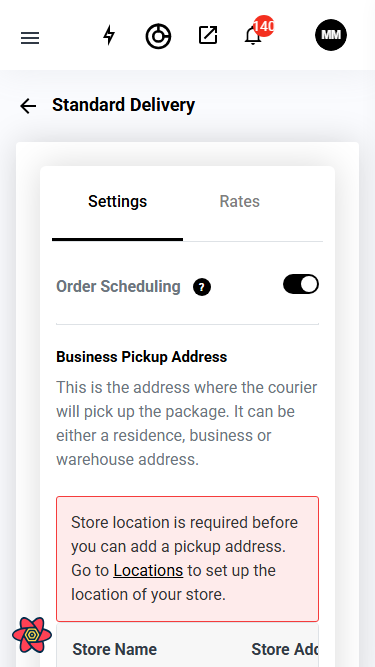 140
MM
Standard Delivery
Settings
Rates
Order Scheduling ?
Business Pickup Address
This is the address where the courier
will pick up the package. It can be
either a residence, business or
warehouse address.
Store location is required before
you can add a pickup address.
Go to Locations to set up the
location of your store.
Store Name
Store Add